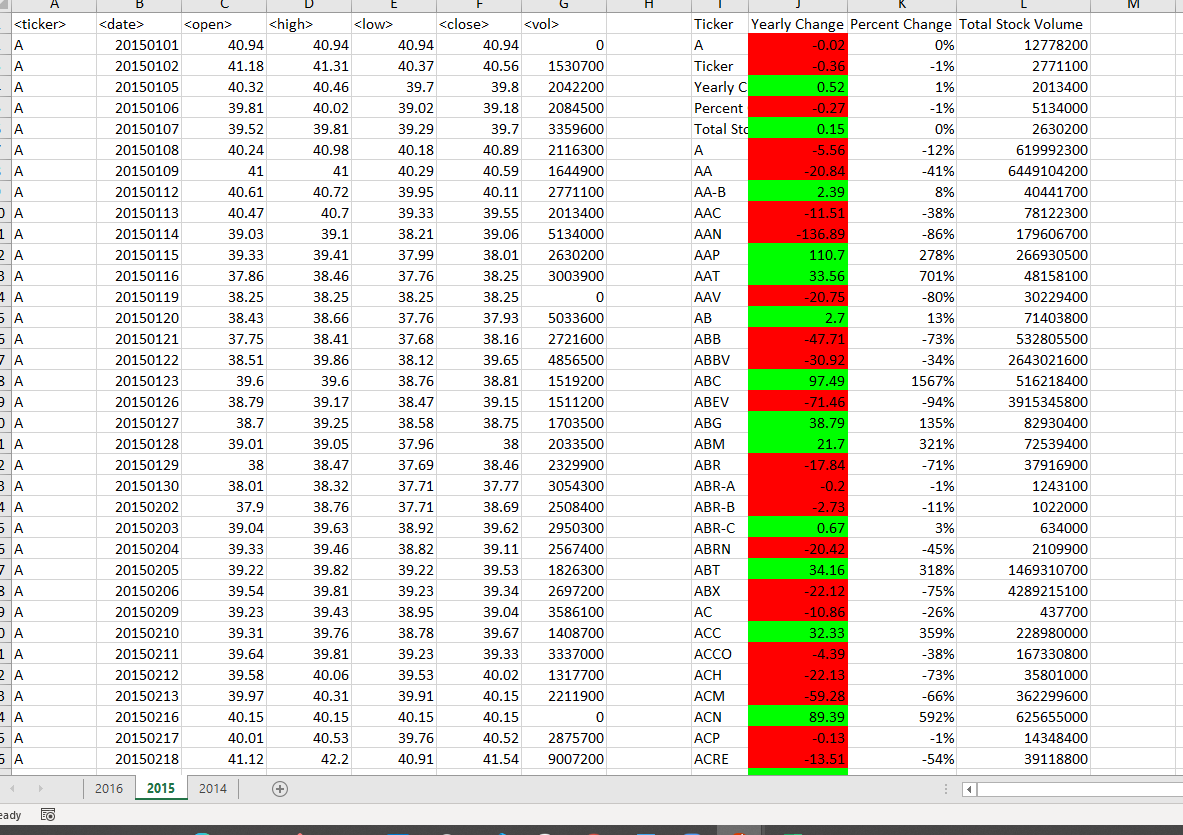 A B C D E F G H I J K L M
<ticker> <date> <open> <high> <low> <close> <vol> Ticker Yearly Change Percent Change Total Stock Volume
A 20150101 40.94 40.94 40.94 40.94 0 A -0.02 0% 12778200
A 20150102 41.18 41.31 40.37 40.56 1530700 Ticker -0.36 -1% 2771100
A 20150105 40.32 40.46 39.7 39.8 2042200 Yearly C 0.52 1% 2013400
A 20150106 39.81 40.02 39.02 39.18 2084500 Percent -0.27 -1% 5134000
A 20150107 39.52 39.81 39.29 39.7 3359600 Total Sto 0.15 0% 2630200
A 20150108 40.24 40.98 40.18 40.89 2116300 A -5.56 -12% 619992300
A 20150109 41 41 40.29 40.59 1644900 AA -20.84 -41% 6449104200
A 20150112 40.61 40.72 39.95 40.11 2771100 AA-B 2.39 8% 40441700
A 20150113 40.47 40.7 39.33 39.55 2013400 AAC -11.51 -38% 78122300
A 20150114 39.03 39.1 38.21 39.06 5134000 AAN -136.89 -86% 179606700
A 20150115 39.33 39.41 37.99 38.01 2630200 AAP 110.7 278% 266930500
A 20150116 37.86 38.46 37.76 38.25 3003900 AAT 33.56 701% 48158100
A 20150119 38.25 38.25 38.25 38.25 0 AAV -20.75 -80% 30229400
A 20150120 38.43 38.66 37.76 37.93 5033600 AB 2.7 13% 71403800
A 20150121 37.75 38.41 37.68 38.16 2721600 ABB -47.71 -73% 532805500
A 20150122 38.51 39.86 38.12 39.65 4856500 ABBV -30.92 -34% 2643021600
A 20150123 39.6 39.6 38.76 38.81 1519200 ABC 97.49 1567% 516218400
A 20150126 38.79 39.17 38.47 39.15 1511200 ABEV -71.46 -94% 3915345800
A 20150127 38.7 39.25 38.58 38.75 1703500 ABG 38.79 135% 82930400
A 20150128 39.01 39.05 37.96 38 2033500 ABM 21.7 321% 72539400
A 20150129 38 38.47 37.69 38.46 2329900 ABR -17.84 -71% 37916900
A 20150130 38.01 38.32 37.71 37.77 3054300 ABR-A -0.2 -1% 1243100
A 20150202 37.9 38.76 37.71 38.69 2508400 ABR-B -2.73 -11% 1022000
A 20150203 39.04 39.63 38.92 39.62 2950300 ABR-C 0.67 3% 634000
A 20150204 39.33 39.46 38.82 39.11 2567400 ABRN -20.42 -45% 2109900
A 20150205 39.22 39.82 39.22 39.53 1826300 ABT 34.16 318% 1469310700
A 20150206 39.54 39.81 39.23 39.34 2697200 ABX -22.12 -75% 4289215100
A 20150209 39.23 39.43 38.95 39.04 3586100 AC -10.86 -26% 437700
A 20150210 39.31 39.76 38.78 39.67 1408700 ACC 32.33 359% 228980000
A 20150211 39.64 39.81 39.23 39.33 3337000 ACCO -4.39 -38% 167330800
A 20150212 39.58 40.06 39.53 40.02 1317700 ACH -22.13 -73% 35801000
A 20150213 39.97 40.31 39.91 40.15 2211900 ACM -59.28 -66% 362299600
A 20150216 40.15 40.15 40.15 40.15 0 ACN 89.39 592% 625655000
A 20150217 40.01 40.53 39.76 40.52 2875700 ACP -0.13 -1% 14348400
A 20150218 41.12 42.2 40.91 41.54 9007200 ACRE -13.51 -54% 39118800
2016 2015 2014
eady